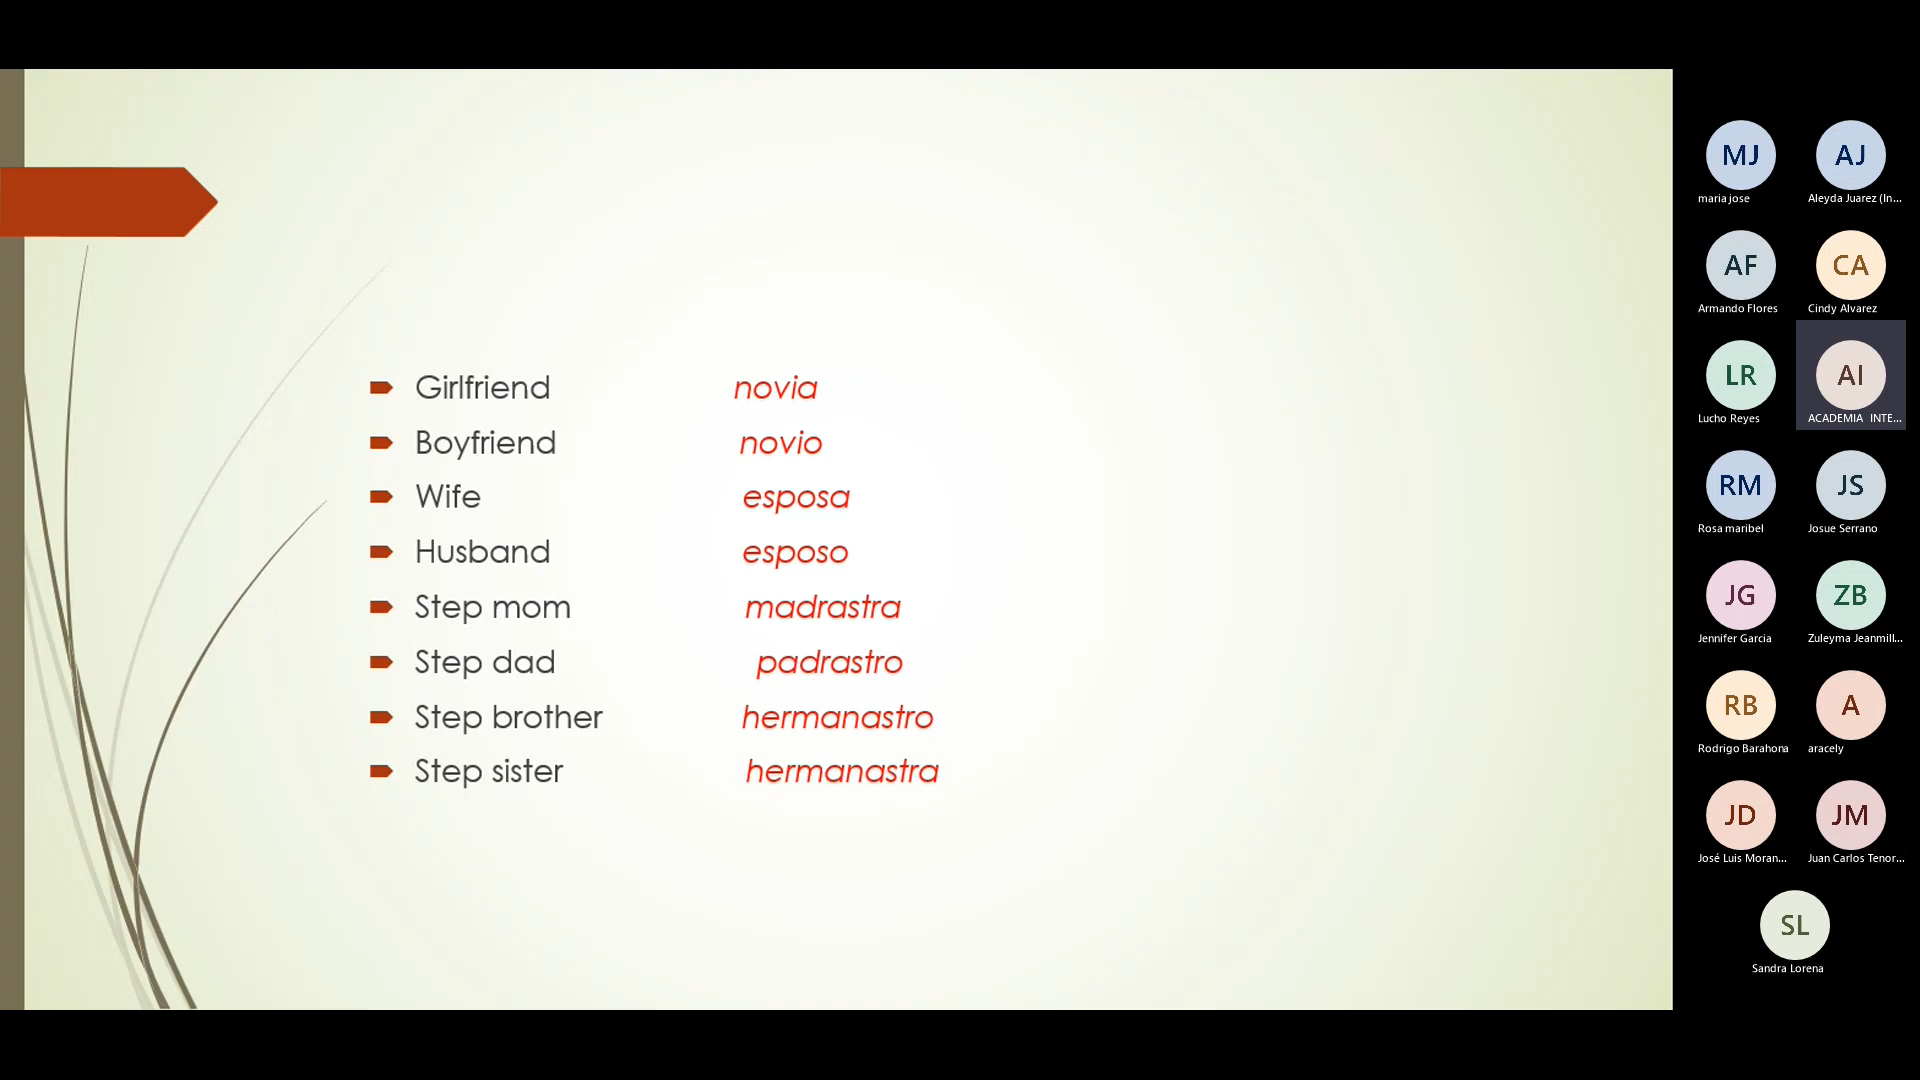 Girlfriend novia
Boyfriend novio
Wife esposa
Husband esposo
Step mom madrastra
Step dad padrastro
Step brother hermanastro
Step sister hermanastra
MJ AJ
maria jose Aleyda Juarez (In...
AF CA
Armando Flores Cindy Alvarez
LR AI
Lucho Reyes ACADEMIA INTE...
RM JS
Rosa maribel Josue Serrano
JG ZB
Jennifer Garcia Zuleyma Jeanmill...
RB A
Rodrigo Barahona aracely
JD JM
José Luis Moran... Juan Carlos Tenor...
SL
Sandra Lorena